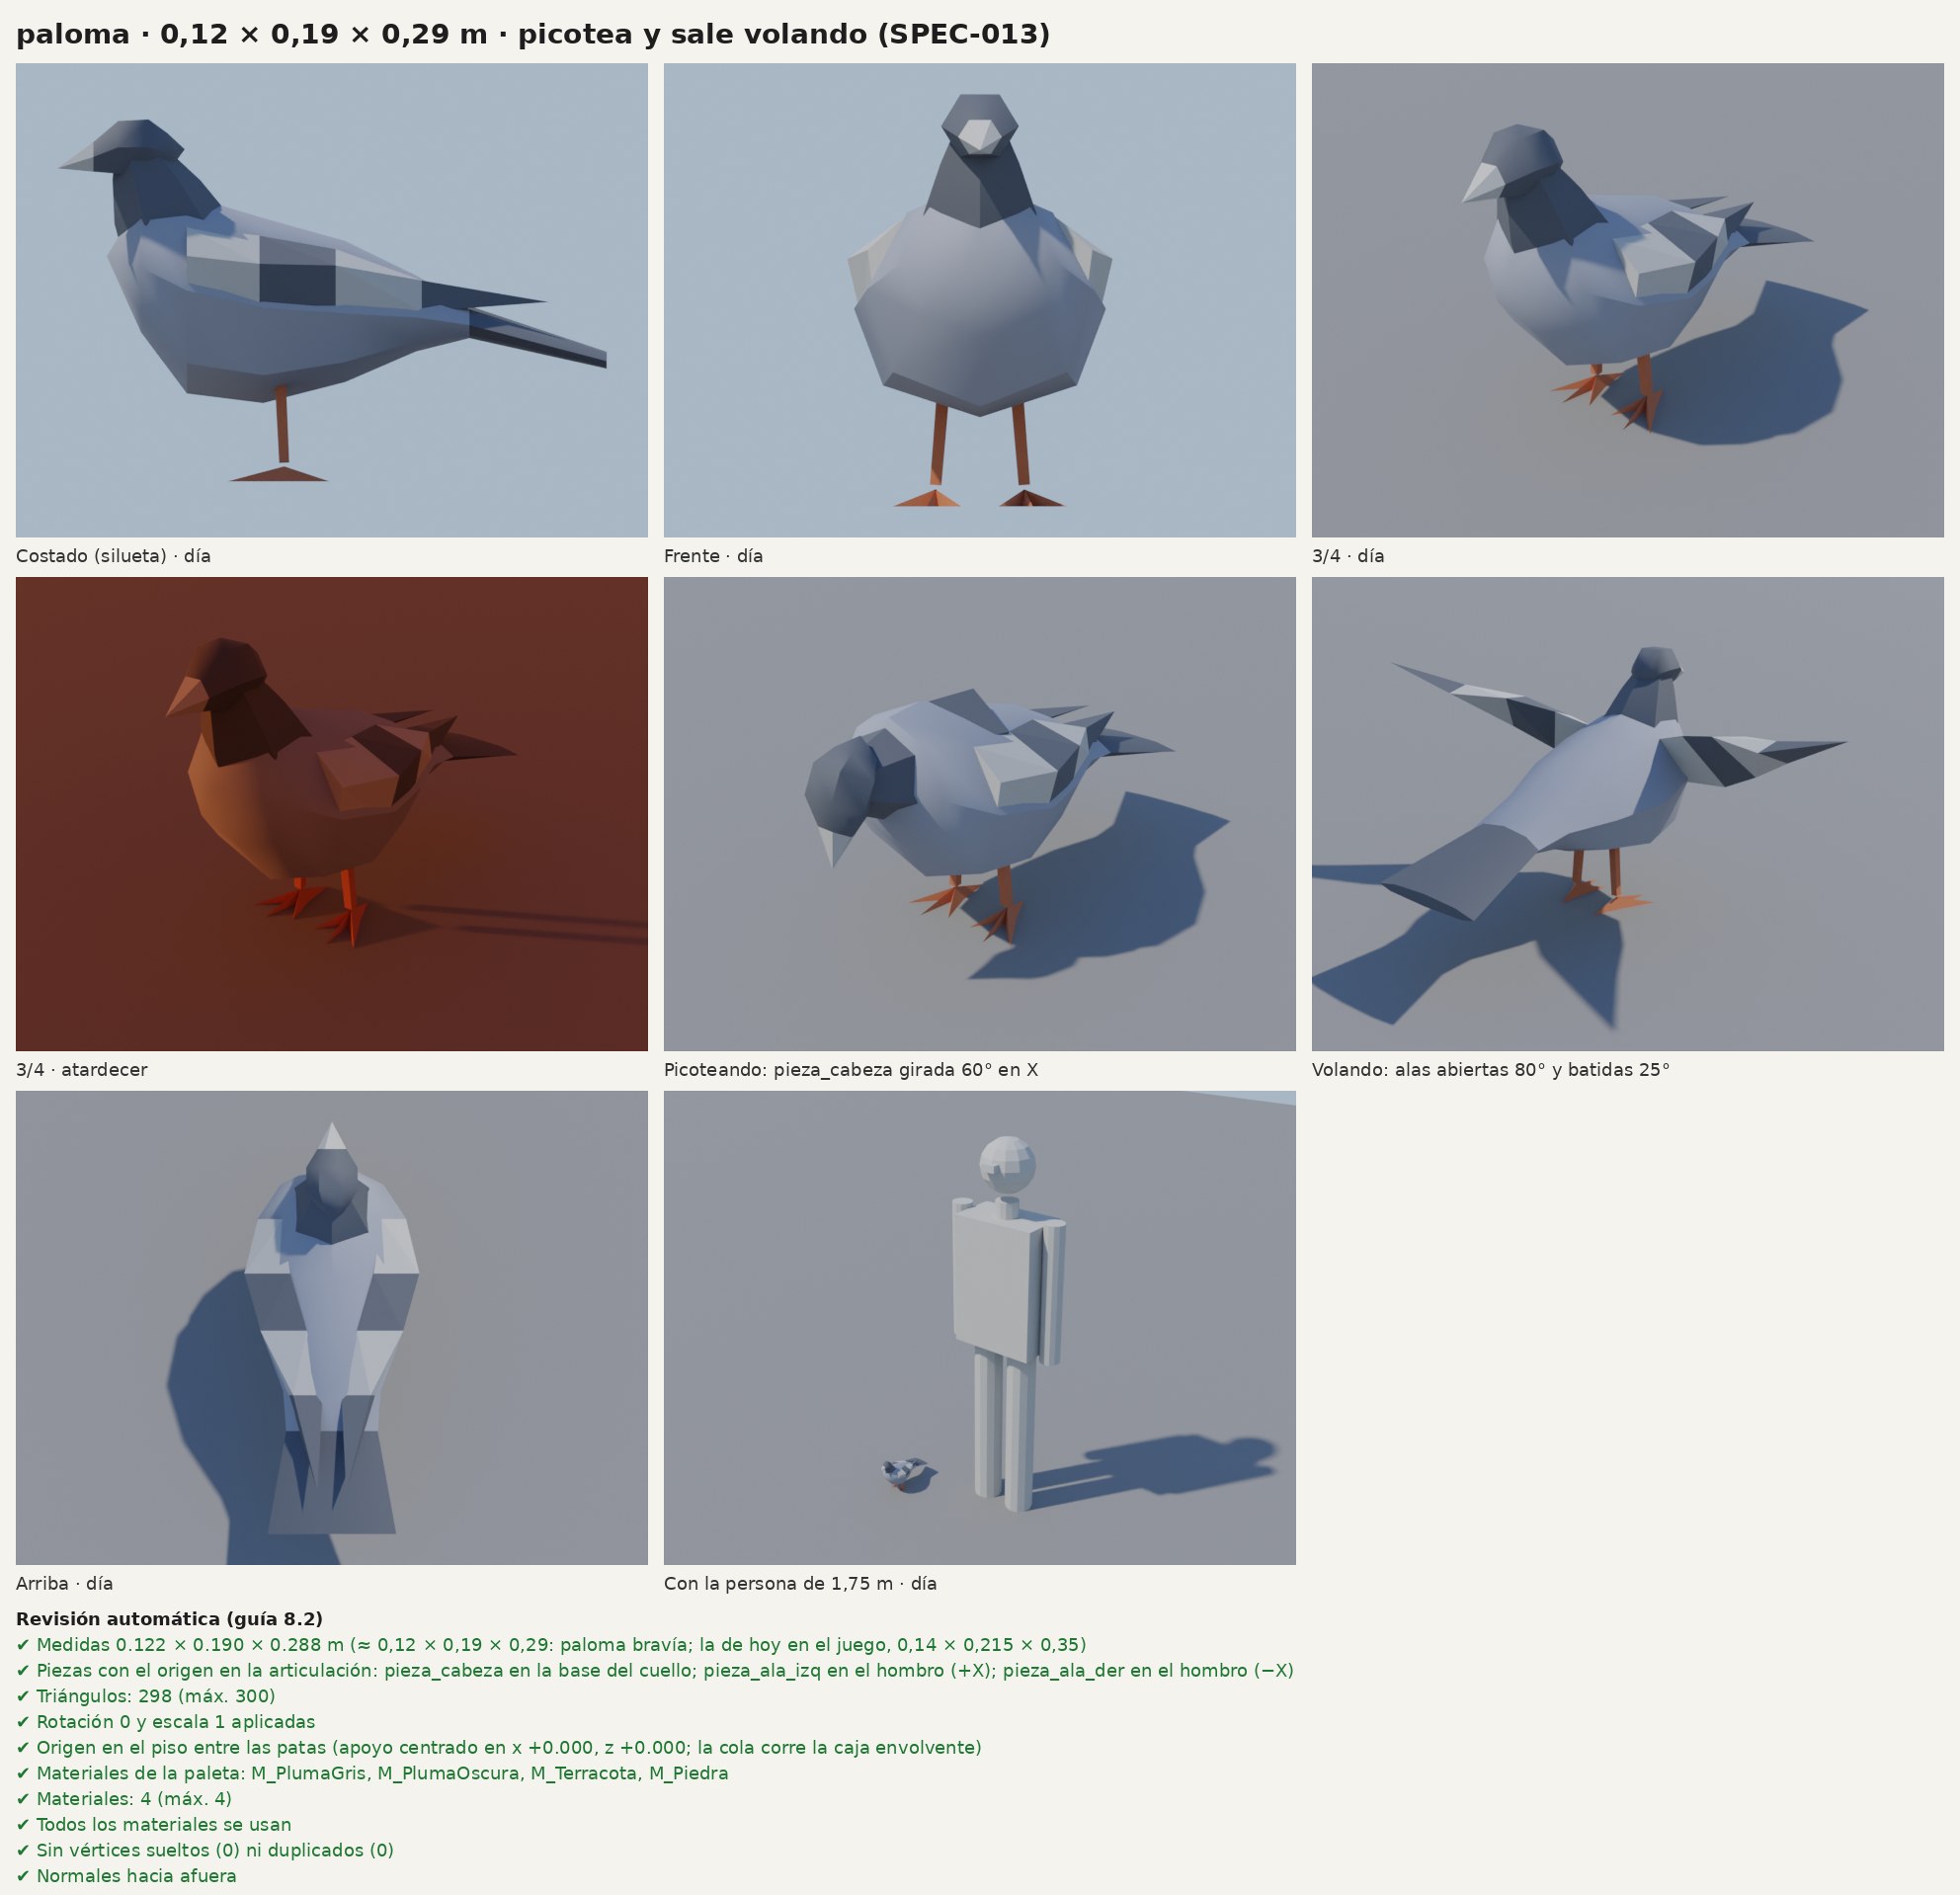 paloma · 0,12 × 0,19 × 0,29 m · picotea y sale volando (SPEC-013)
Costado (silueta) · día
Frente · día
3/4 · día
3/4 · atardecer
Picoteando: pieza_cabeza girada 60° en X
Volando: alas abiertas 80° y batidas 25°
Arriba · día
Con la persona de 1,75 m · día
Revisión automática (guía 8.2)
✔ Medidas 0.122 × 0.190 × 0.288 m (≈ 0,12 × 0,19 × 0,29: paloma bravía; la de hoy en el juego, 0,14 × 0,215 × 0,35)
✔ Piezas con el origen en la articulación: pieza_cabeza en la base del cuello; pieza_ala_izq en el hombro (+X); pieza_ala_der en el hombro (−X)
✔ Triángulos: 298 (máx. 300)
✔ Rotación 0 y escala 1 aplicadas
✔ Origen en el piso entre las patas (apoyo centrado en x +0.000, z +0.000; la cola corre la caja envolvente)
✔ Materiales de la paleta: M_PlumaGris, M_PlumaOscura, M_Terracota, M_Piedra
✔ Materiales: 4 (máx. 4)
✔ Todos los materiales se usan
✔ Sin vértices sueltos (0) ni duplicados (0)
✔ Normales hacia afuera